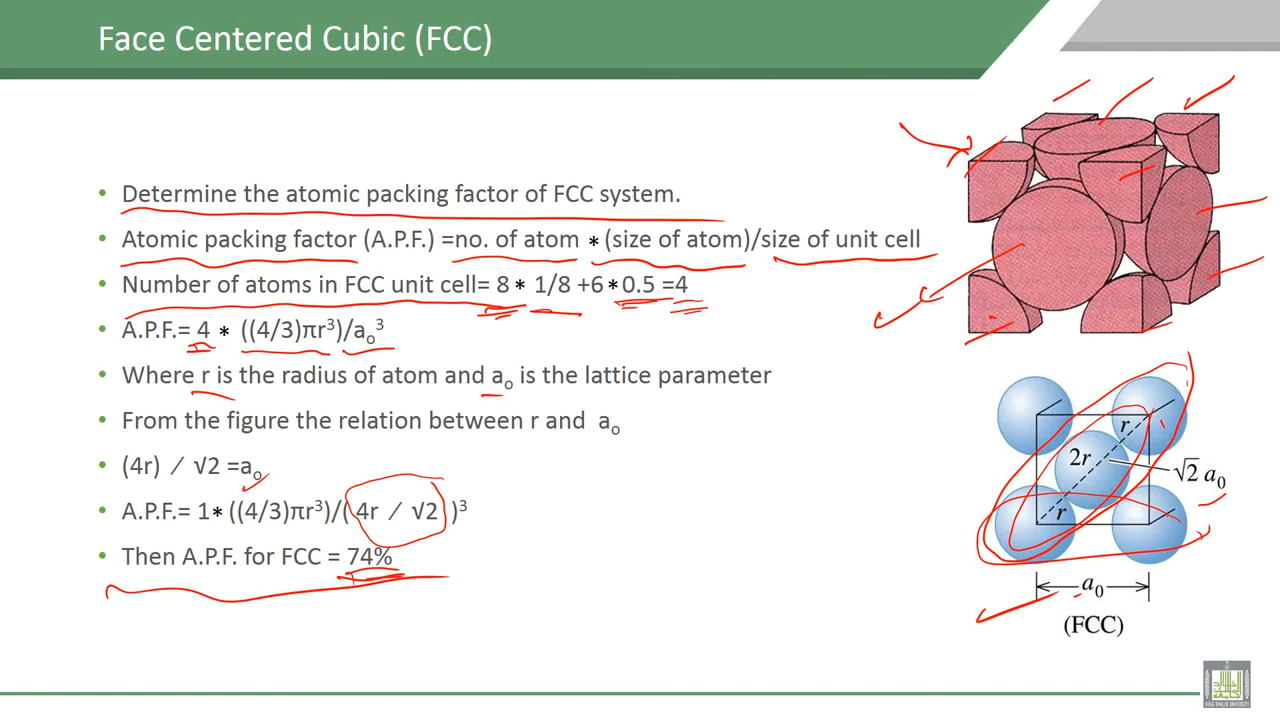 Face Centered Cubic (FCC)
• Determine the atomic packing factor of FCC system.
• Atomic packing factor (A.P.F.) =no. of atom * (size of atom)/size of unit cell
• Number of atoms in FCC unit cell= 8* 1/8 +6*0.5 =4
• A.P.F.= 4 * ((4/3)πr³)/aₒ³
• Where r is the radius of atom and aₒ is the lattice parameter
• From the figure the relation between r and aₒ
• (4r) / √2 =aₒ
• A.P.F.= 1* ((4/3)πr³)/( 4r / √2 )³
• Then A.P.F. for FCC = 74%
r
2r
√2 a₀
r
a₀
(FCC)